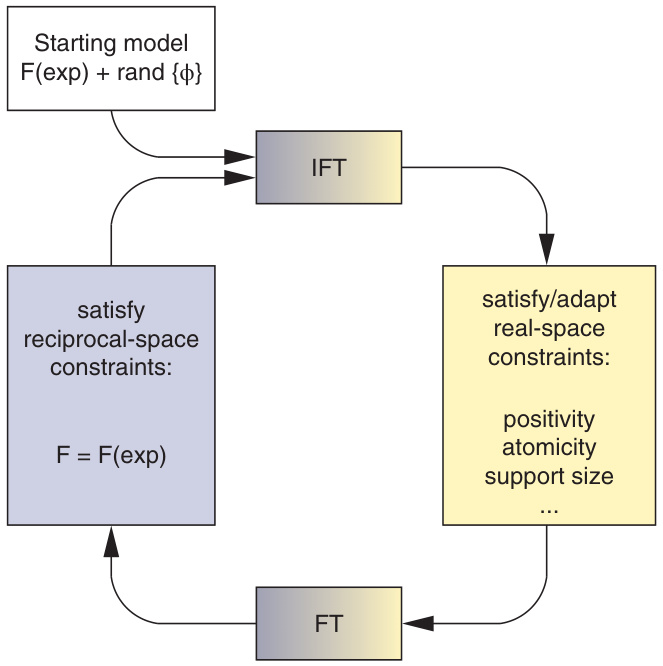 Starting model
F(exp) + rand {ϕ}
IFT
satisfy
reciprocal-space
constraints:
F = F(exp)
satisfy/adapt
real-space
constraints:
positivity
atomicity
support size
...
FT